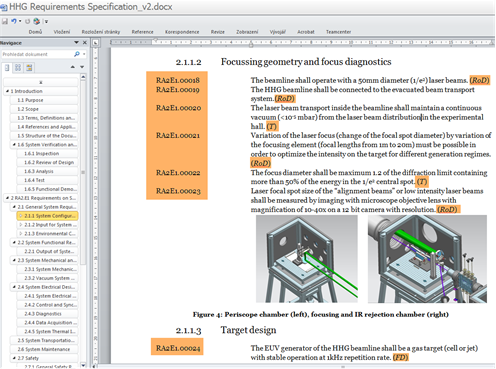 HHG Requirements Specification_v2.docx
Domů Vložení Rozložení stránky Reference Korespondence Revize Zobrazení Vývojář Acrobat Teamcenter
Navigace
Prohledat dokument
1 Introduction
1.1 Purpose
1.2 Scope
1.3 Terms, Definitions an...
1.4 References and Applic...
1.5 Structure of the Docu...
1.6 System Verification an...
1.6.1 Inspection
1.6.2 Review of Design
1.6.3 Analysis
1.6.4 Test
1.6.5 Functional Demo...
2 RA2.E1 Requirements on S...
2.1 General System Requir...
2.1.1 System Configur...
2.1.2 Input for System ...
2.1.3 Environmental C...
2.2 System Functional Re...
2.2.1 Output of System...
2.3 System Mechanical an...
2.3.1 System Mechanic...
2.3.2 Vacuum System ...
2.4 System Electrical Des...
2.4.1 System Electrical ...
2.4.2 Control and Sync...
2.4.3 Diagnostics
2.4.4 Data Acquisition ...
2.4.5 System Thermal I...
2.5 System Transportatio...
2.6 System Maintenance
2.7 Safety
2.7.1 General Safety R...
2.1.1.2 Focussing geometry and focus diagnostics
RA2E1.00018 The beamline shall operate with a 50mm diameter (1/e²) laser beams. (RoD)
RA2E1.00019 The HHG beamline shall be connected to the evacuated beam transport
system.(RoD)
RA2E1.00020 The laser beam transport inside the beamline shall maintain a continuous
vacuum (<10⁻⁵ mbar) from the laser beam distribution in the experimental
hall. (T)
RA2E1.00021 Variation of the laser focus (change of the focal spot diameter) by variation of
the focusing element (focal lengths from 1m to 20m) must be possible in
order to optimize the intensity on the target for different generation regimes.
(RoD)
RA2E1.00022 The focus diameter shall be maximum 1.2 of the diffraction limit containing
more than 50% of the energy in the 1/e² central spot. (T)
RA2E1.00023 Laser focal spot size of the "alignment beams" or low intensity laser beams
shall be measured by imaging with microscope objective lens with
magnification of 10-40x on a 12 bit camera with resolution. (RoD)
Figure 4: Periscope chamber (left), focusing and IR rejection chamber (right)
2.1.1.3 Target design
RA2E1.00024 The EUV generator of the HHG beamline shall be a gas target (cell or jet)
with stable operation at 1kHz repetition rate. (FD)